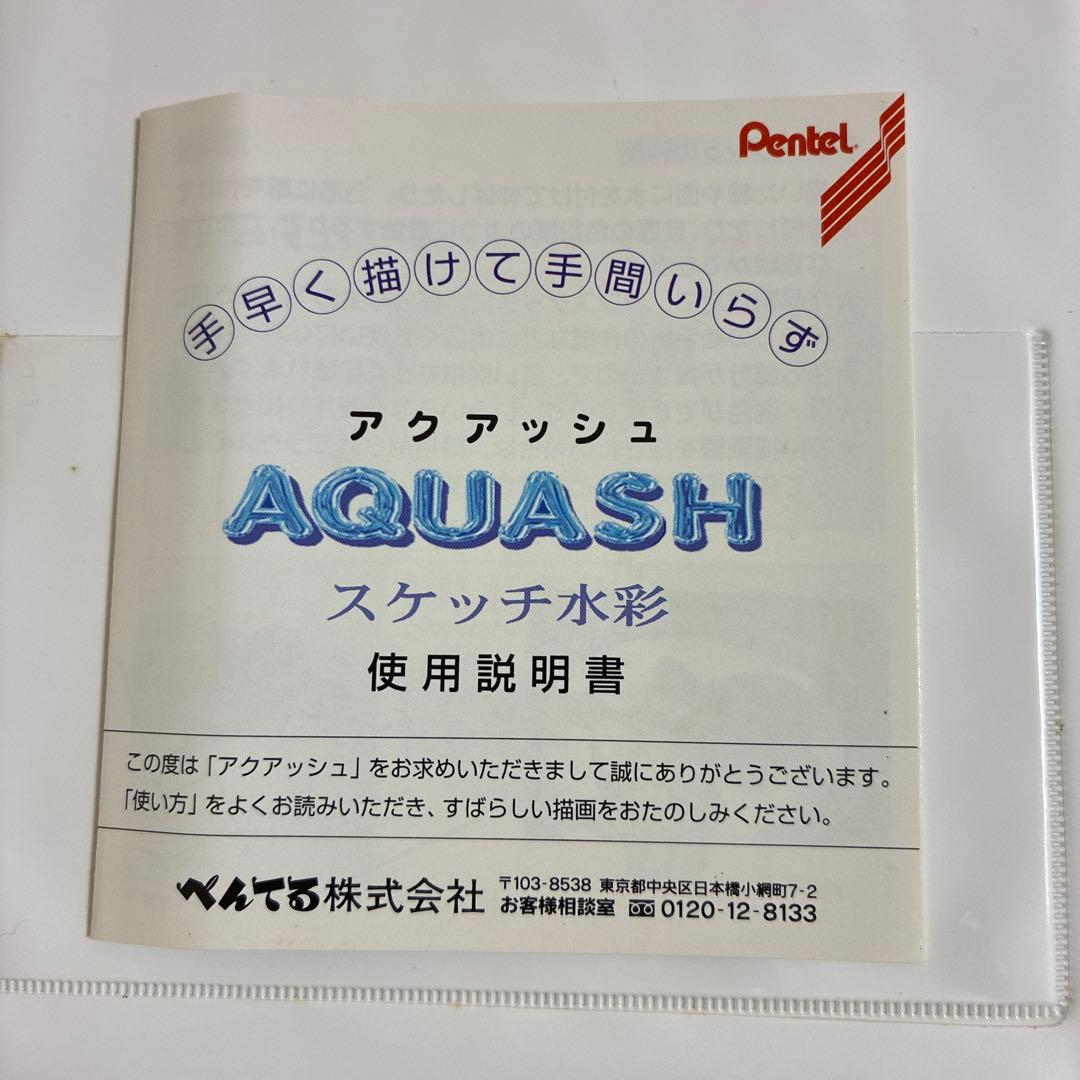 Pentel
手早く描けて手間いらず
アクアッシュ
AQUASH
スケッチ水彩
使用説明書
この度は「アクアッシュ」をお求めいただきまして誠にありがとうございます。
「使い方」をよくお読みいただき、すばらしい描画をおたのしみください。
ぺんてる株式会社 〒103-8538 東京都中央区日本橋小網町7-2
お客様相談室 0120-12-8133